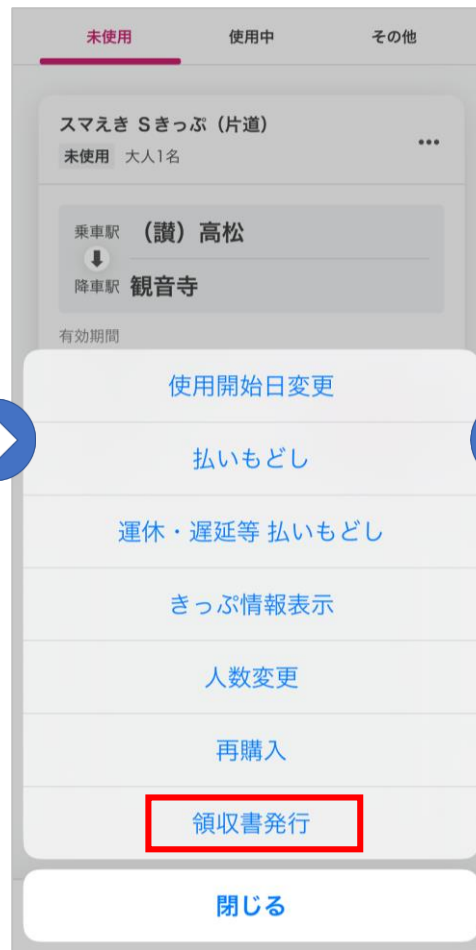 未使用 使用中 その他
スマえき Sきっぷ（片道）
未使用 大人1名
乗車駅 （讃）高松
降車駅 観音寺
有効期間
使用開始日変更
払いもどし
運休・遅延等 払いもどし
きっぷ情報表示
人数変更
再購入
領収書発行
閉じる